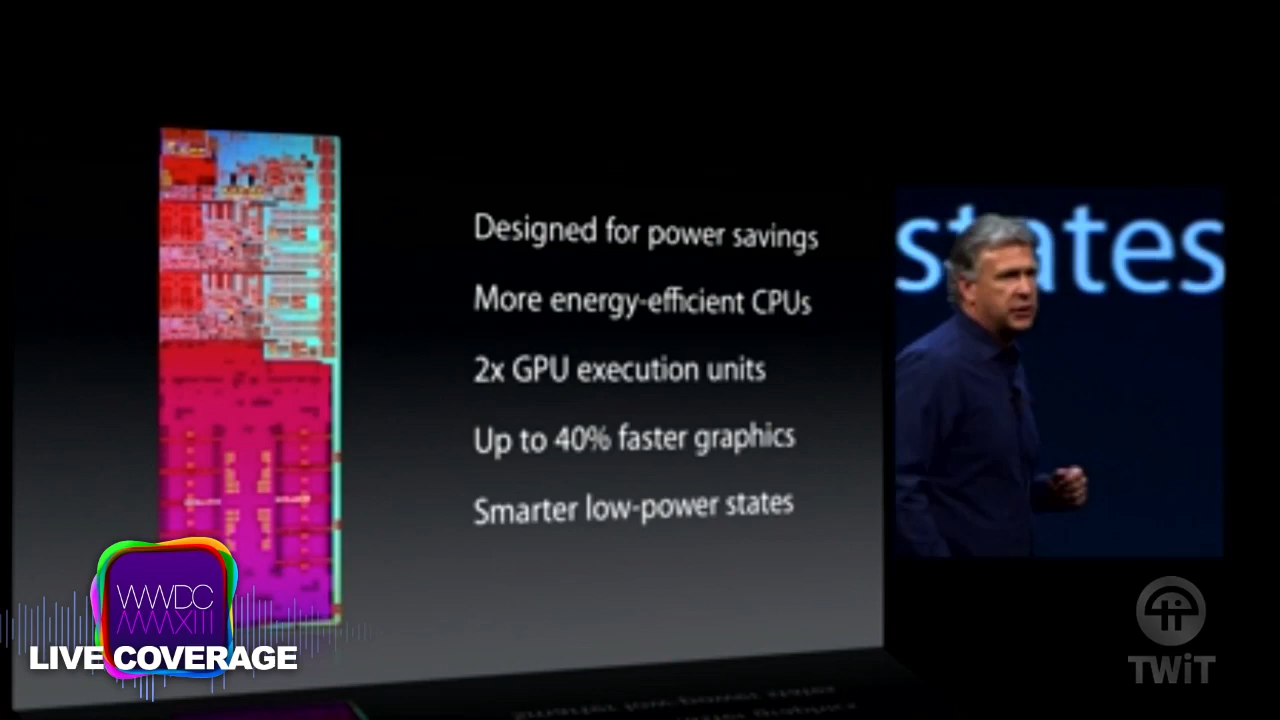 Designed for power savings
More energy-efficient CPUs
2x GPU execution units
Up to 40% faster graphics
Smarter low-power states
states
WWDC
MMXIII
LIVE COVERAGE
TWiT